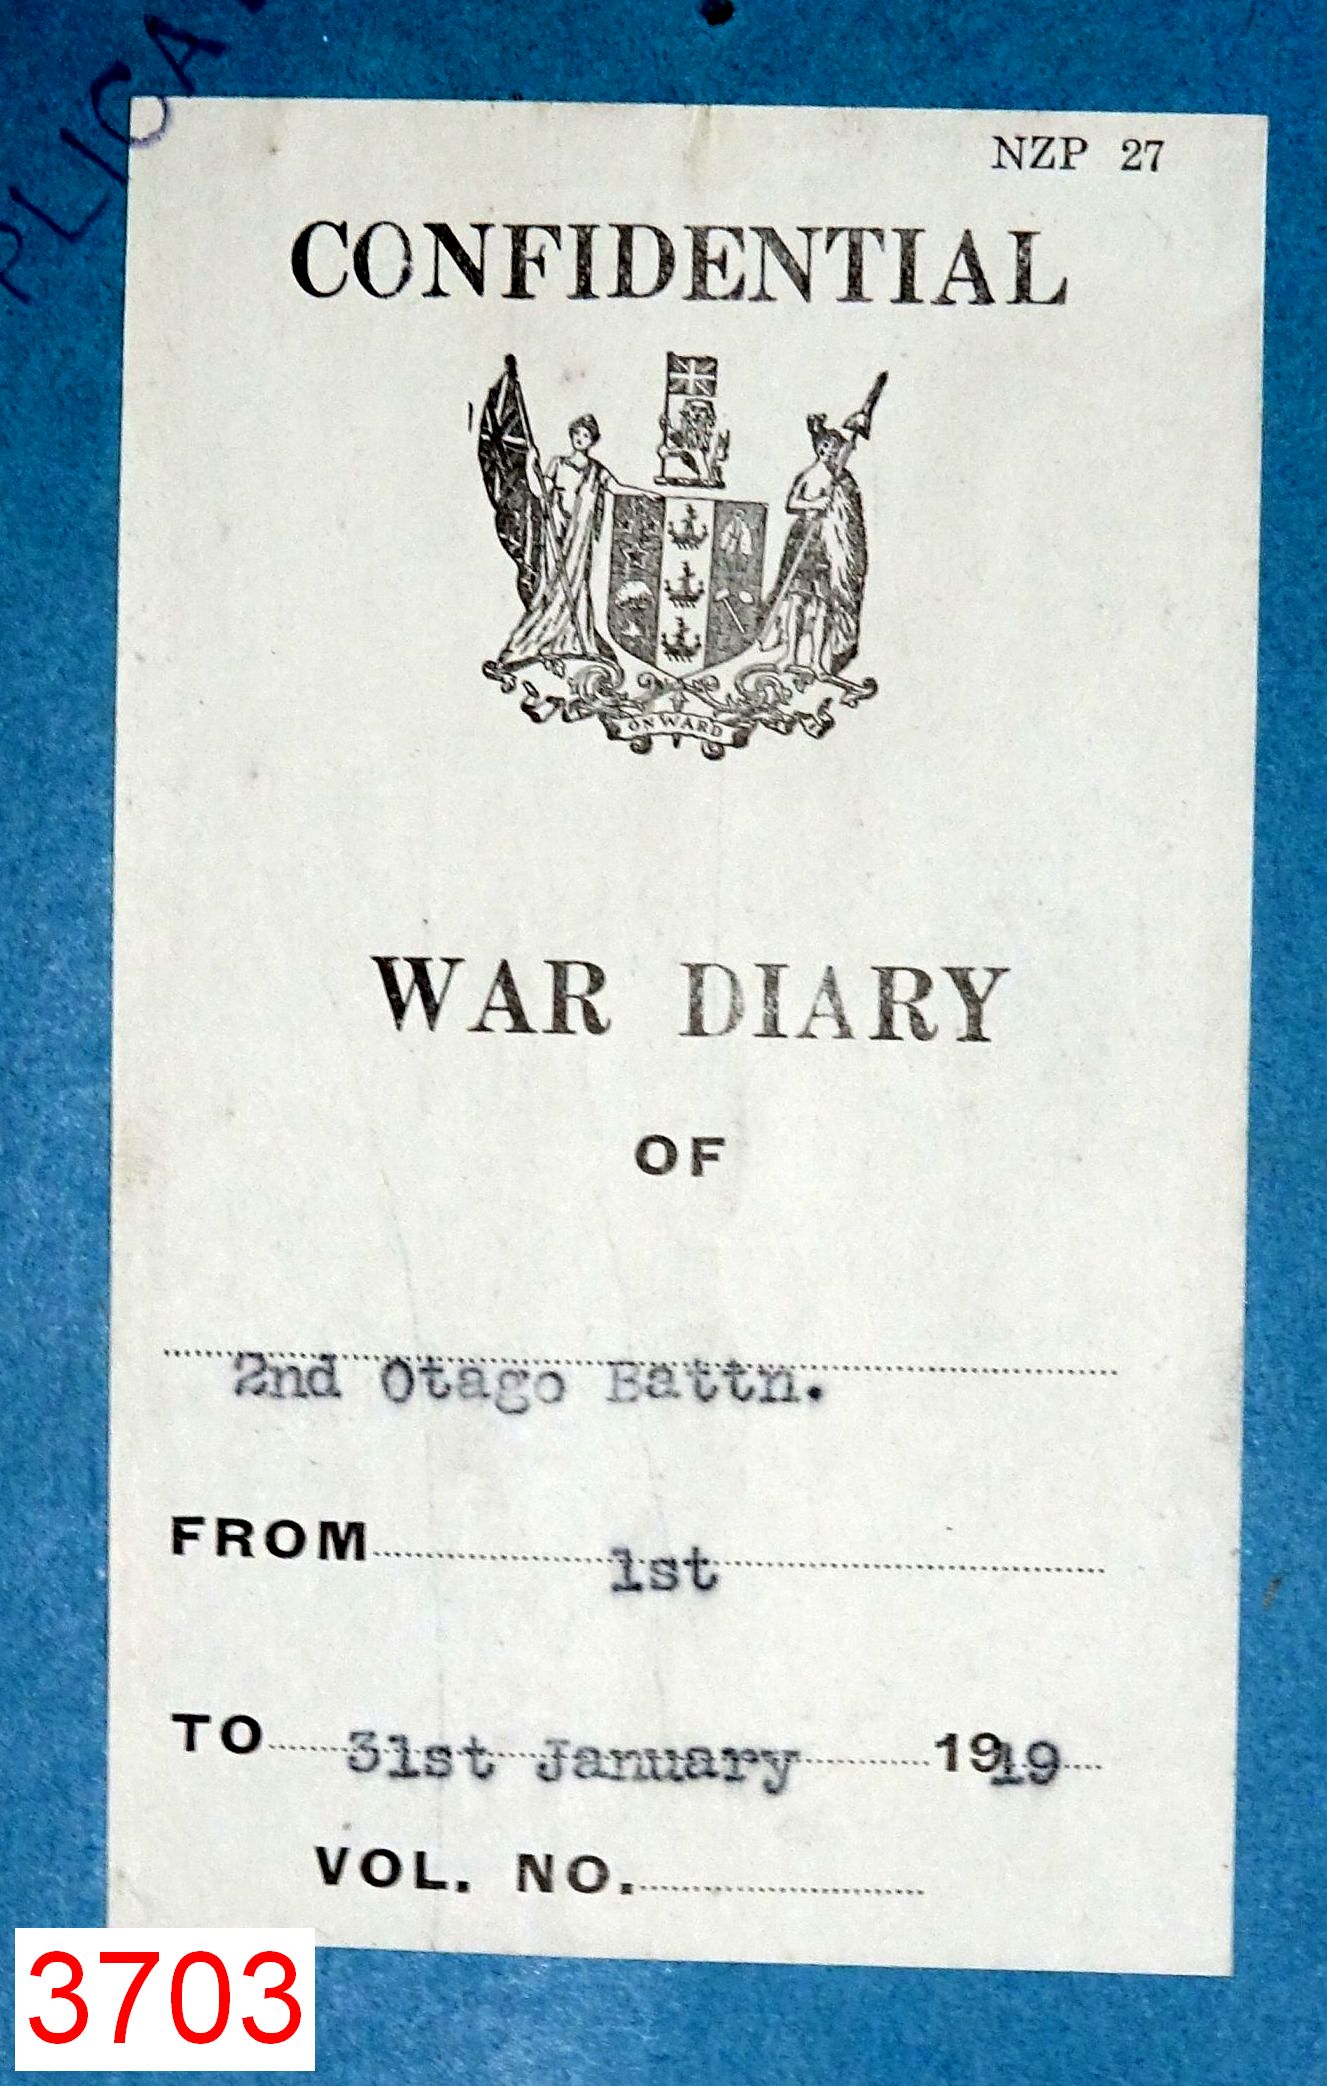 PLICA
NZP 27
CONFIDENTIAL
ONWARD
WAR DIARY
OF
2nd Otago Battn.
FROM 1st
TO 31st January 1919
VOL. NO.
3703